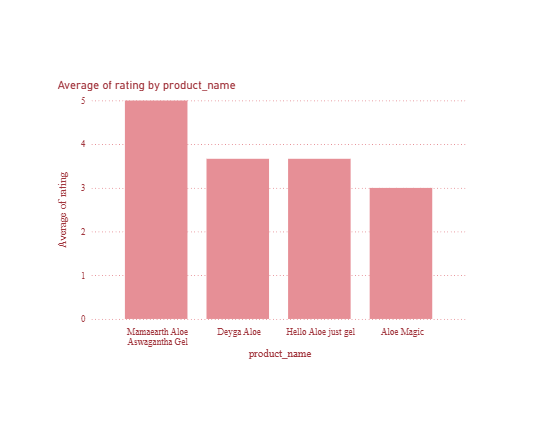 Average of rating by product_name
5
4
3
2
1
0
Average of rating
Mamaearth Aloe
Aswagantha Gel
Deyga Aloe
Hello Aloe just gel
Aloe Magic
product_name